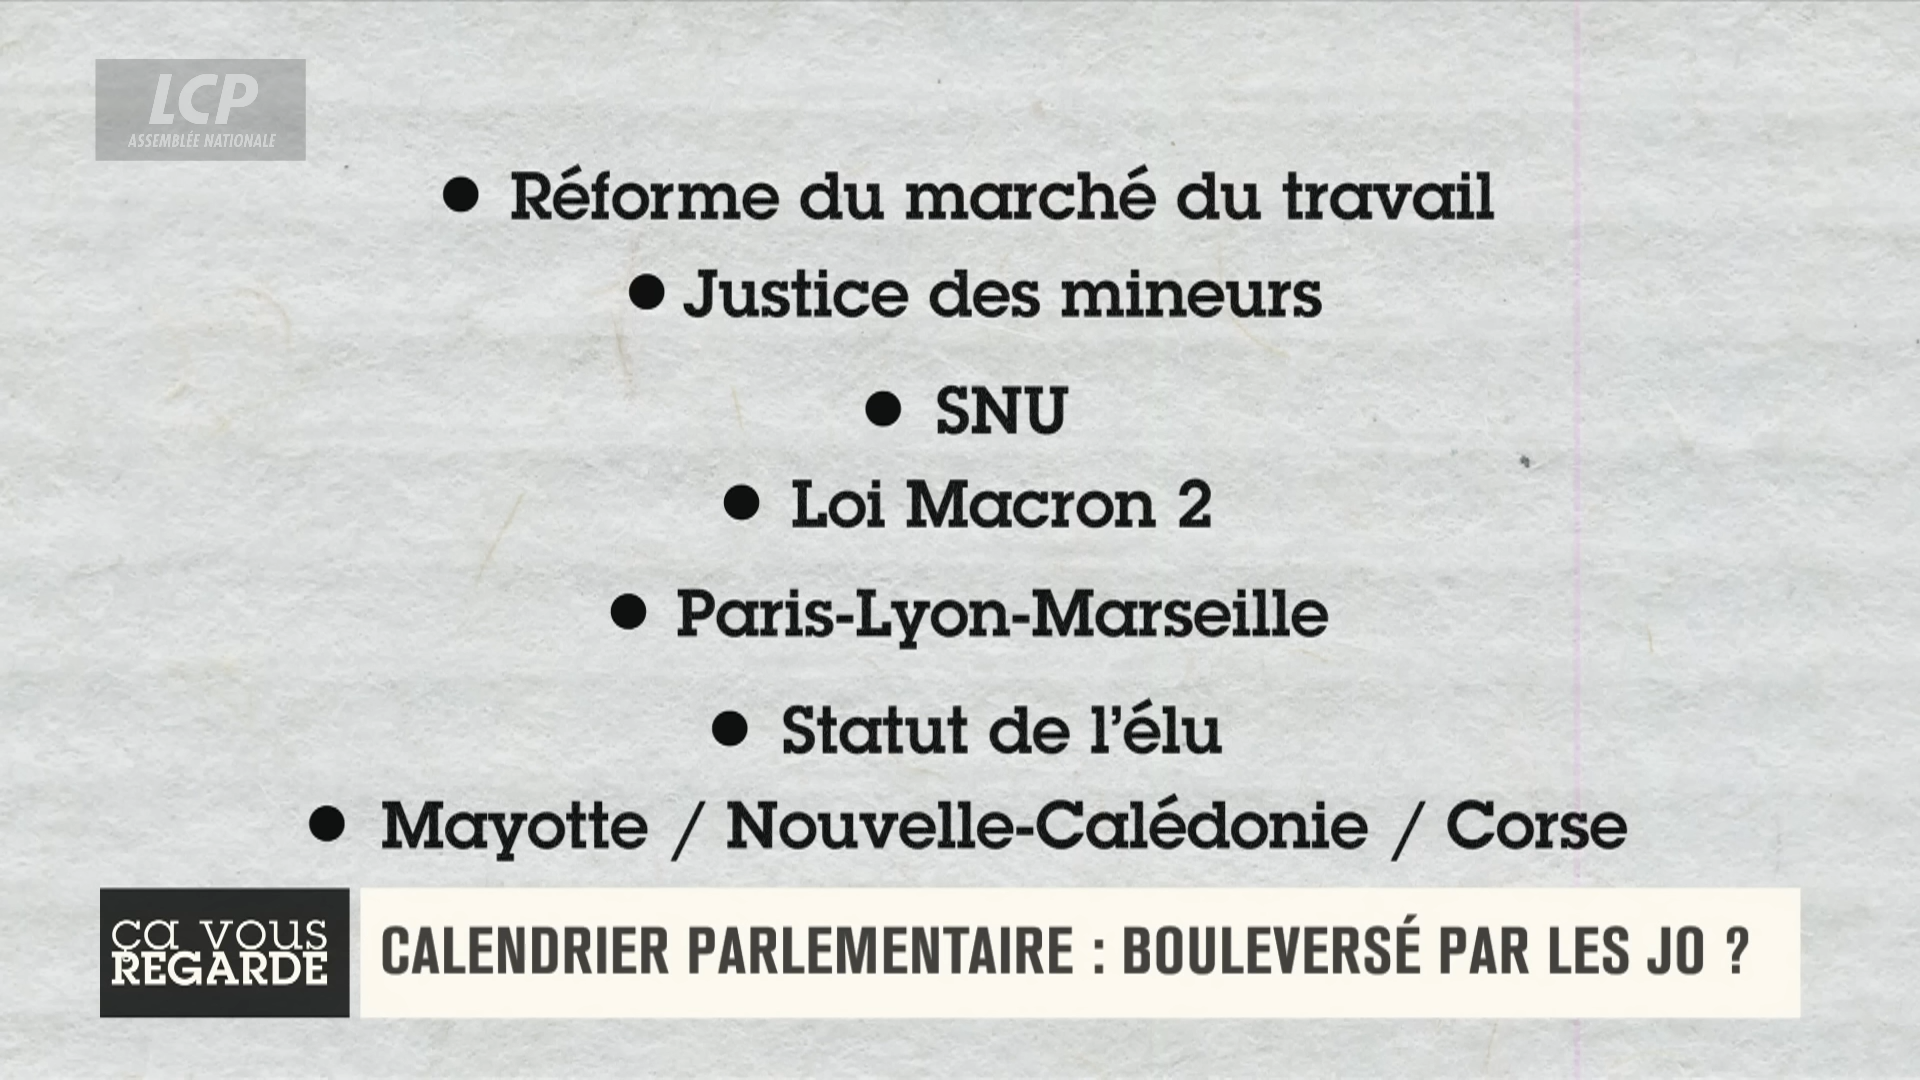 LCP
ASSEMBLÉE NATIONALE
● Réforme du marché du travail
● Justice des mineurs
● SNU
● Loi Macron 2
● Paris-Lyon-Marseille
● Statut de l’élu
● Mayotte / Nouvelle-Calédonie / Corse
ça vous
REGARDE
CALENDRIER PARLEMENTAIRE : BOULEVERSÉ PAR LES JO ?